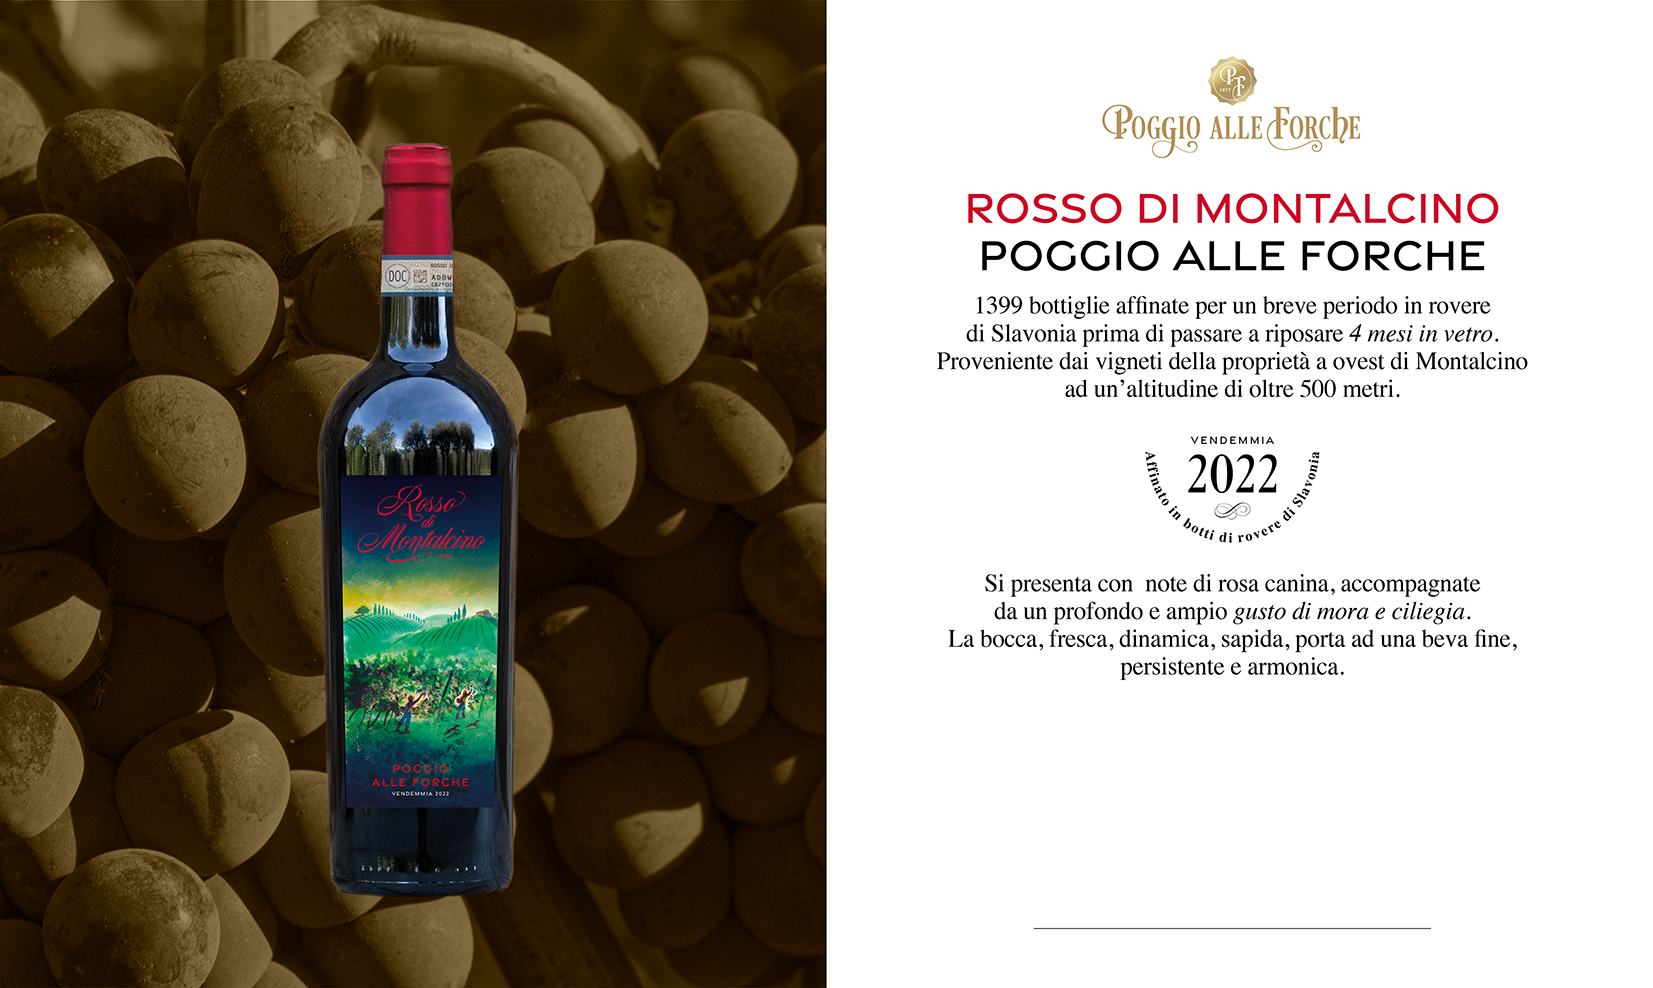 PF
1877
POGGIO ALLE FORCHE
ROSSO DI MONTALCINO
POGGIO ALLE FORCHE
1399 bottiglie affinate per un breve periodo in rovere
di Slavonia prima di passare a riposare 4 mesi in vetro.
Proveniente dai vigneti della proprietà a ovest di Montalcino
ad un’altitudine di oltre 500 metri.
VENDEMMIA
2022
Affinato in botti di rovere di Slavonia
Si presenta con note di rosa canina, accompagnate
da un profondo e ampio gusto di mora e ciliegia.
La bocca, fresca, dinamica, sapida, porta ad una beva fine,
persistente e armonica.
ROSSO
DOC
Rosso
di
Montalcino
POGGIO
ALLE FORCHE
VENDEMMIA 2022